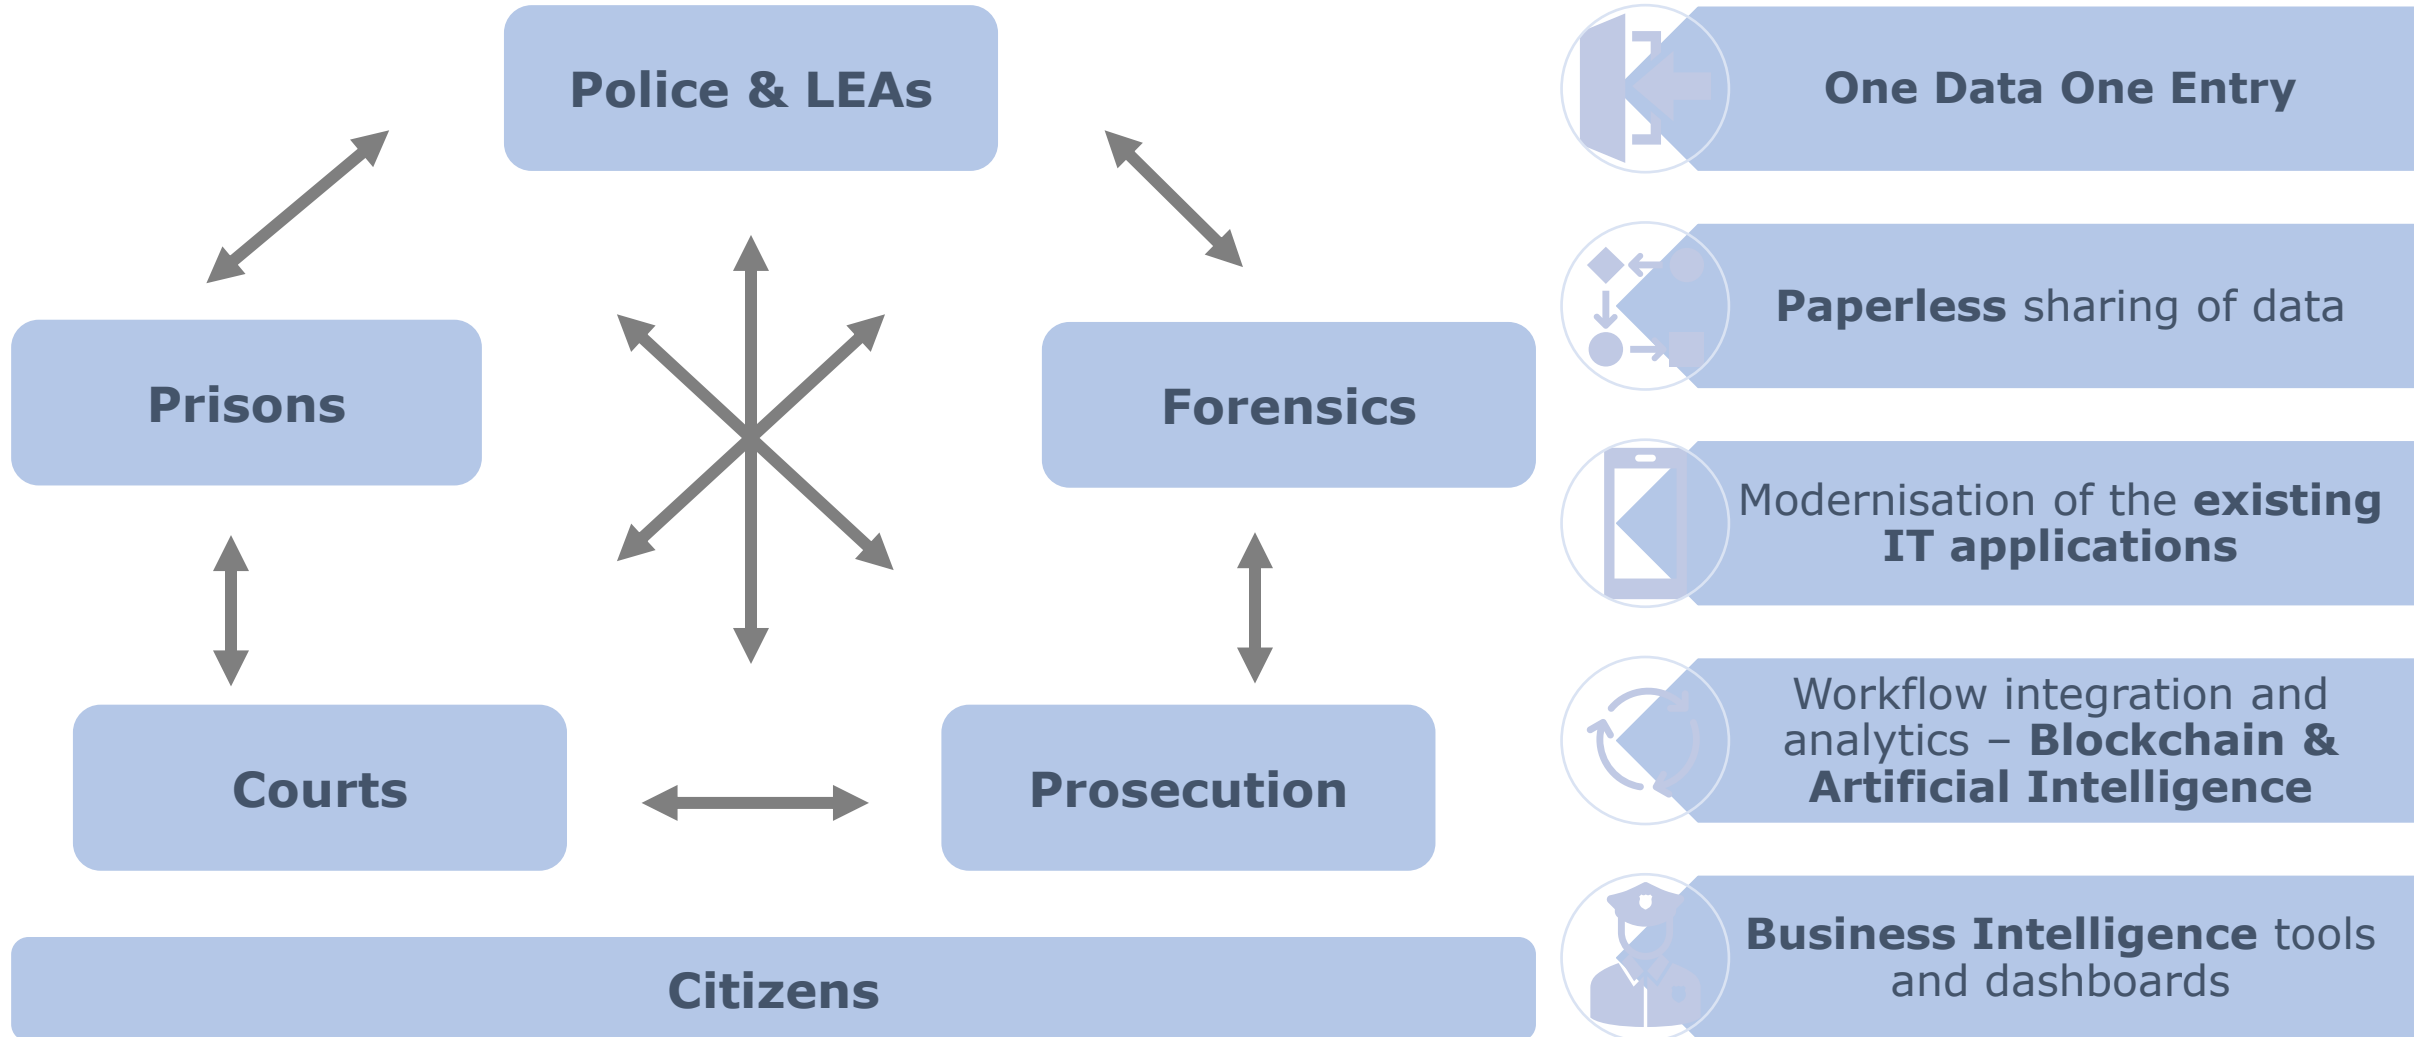 Police & LEAs
Prisons
Forensics
Courts
Prosecution
Citizens
One Data One Entry
Paperless sharing of data
Modernisation of the existing
IT applications
Workflow integration and
analytics – Blockchain &
Artificial Intelligence
Business Intelligence tools
and dashboards